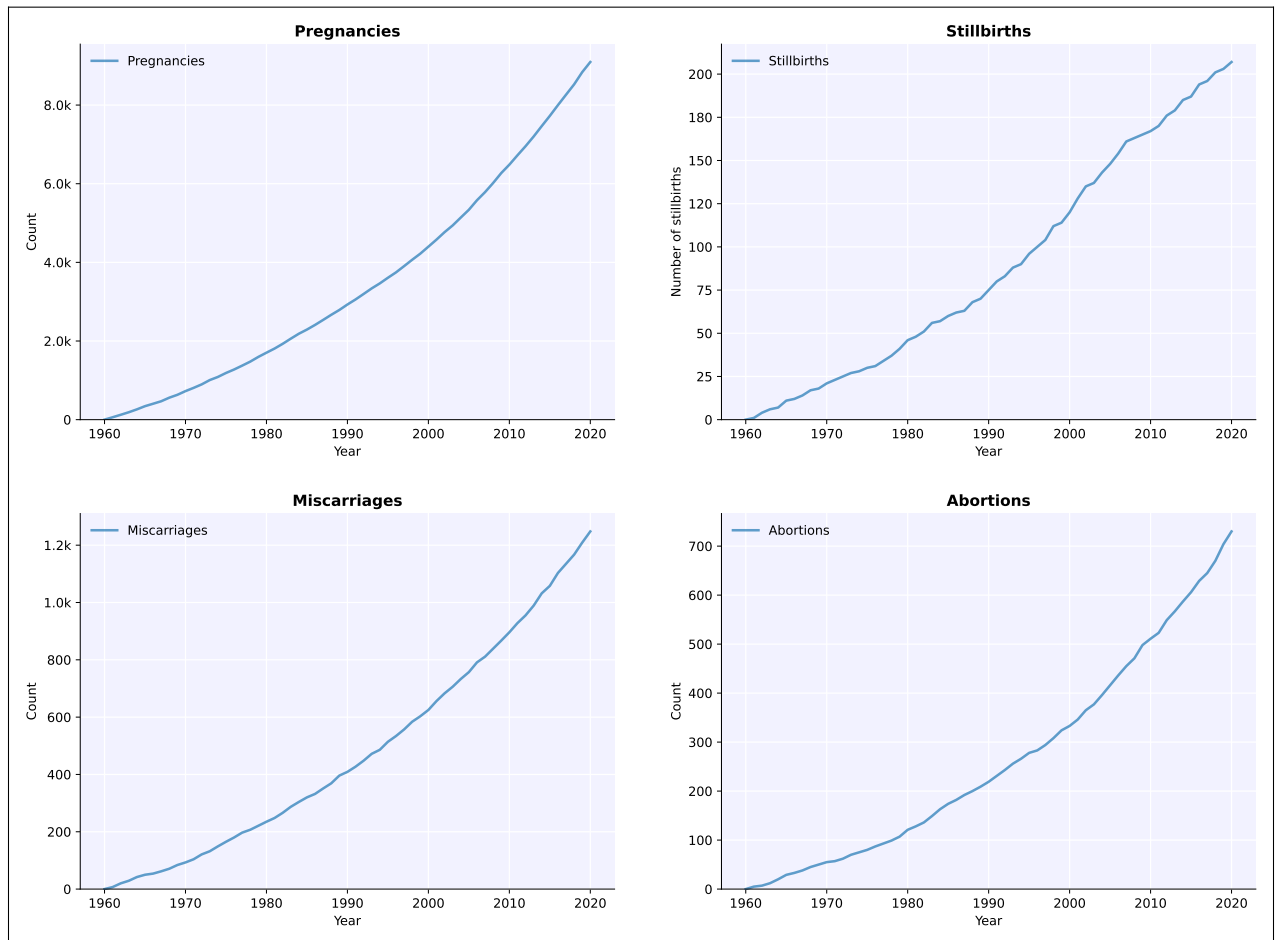 Pregnancies
Pregnancies
8.0k
6.0k
4.0k
2.0k
0
Count
1960 1970 1980 1990 2000 2010 2020
Year
Stillbirths
Stillbirths
200
180
150
120
100
75
50
25
0
Number of stillbirths
1960 1970 1980 1990 2000 2010 2020
Year
Miscarriages
Miscarriages
1.2k
1.0k
800
600
400
200
0
Count
1960 1970 1980 1990 2000 2010 2020
Year
Abortions
Abortions
700
600
500
400
300
200
100
0
Count
1960 1970 1980 1990 2000 2010 2020
Year